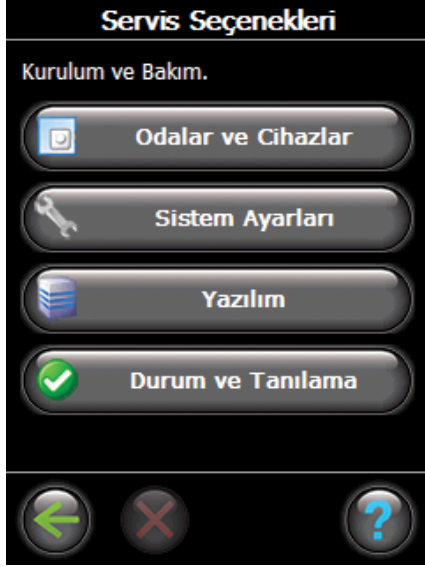 Servis Seçenekleri
Kurulum ve Bakım.
Odalar ve Cihazlar
Sistem Ayarları
Yazılım
Durum ve Tanılama
?